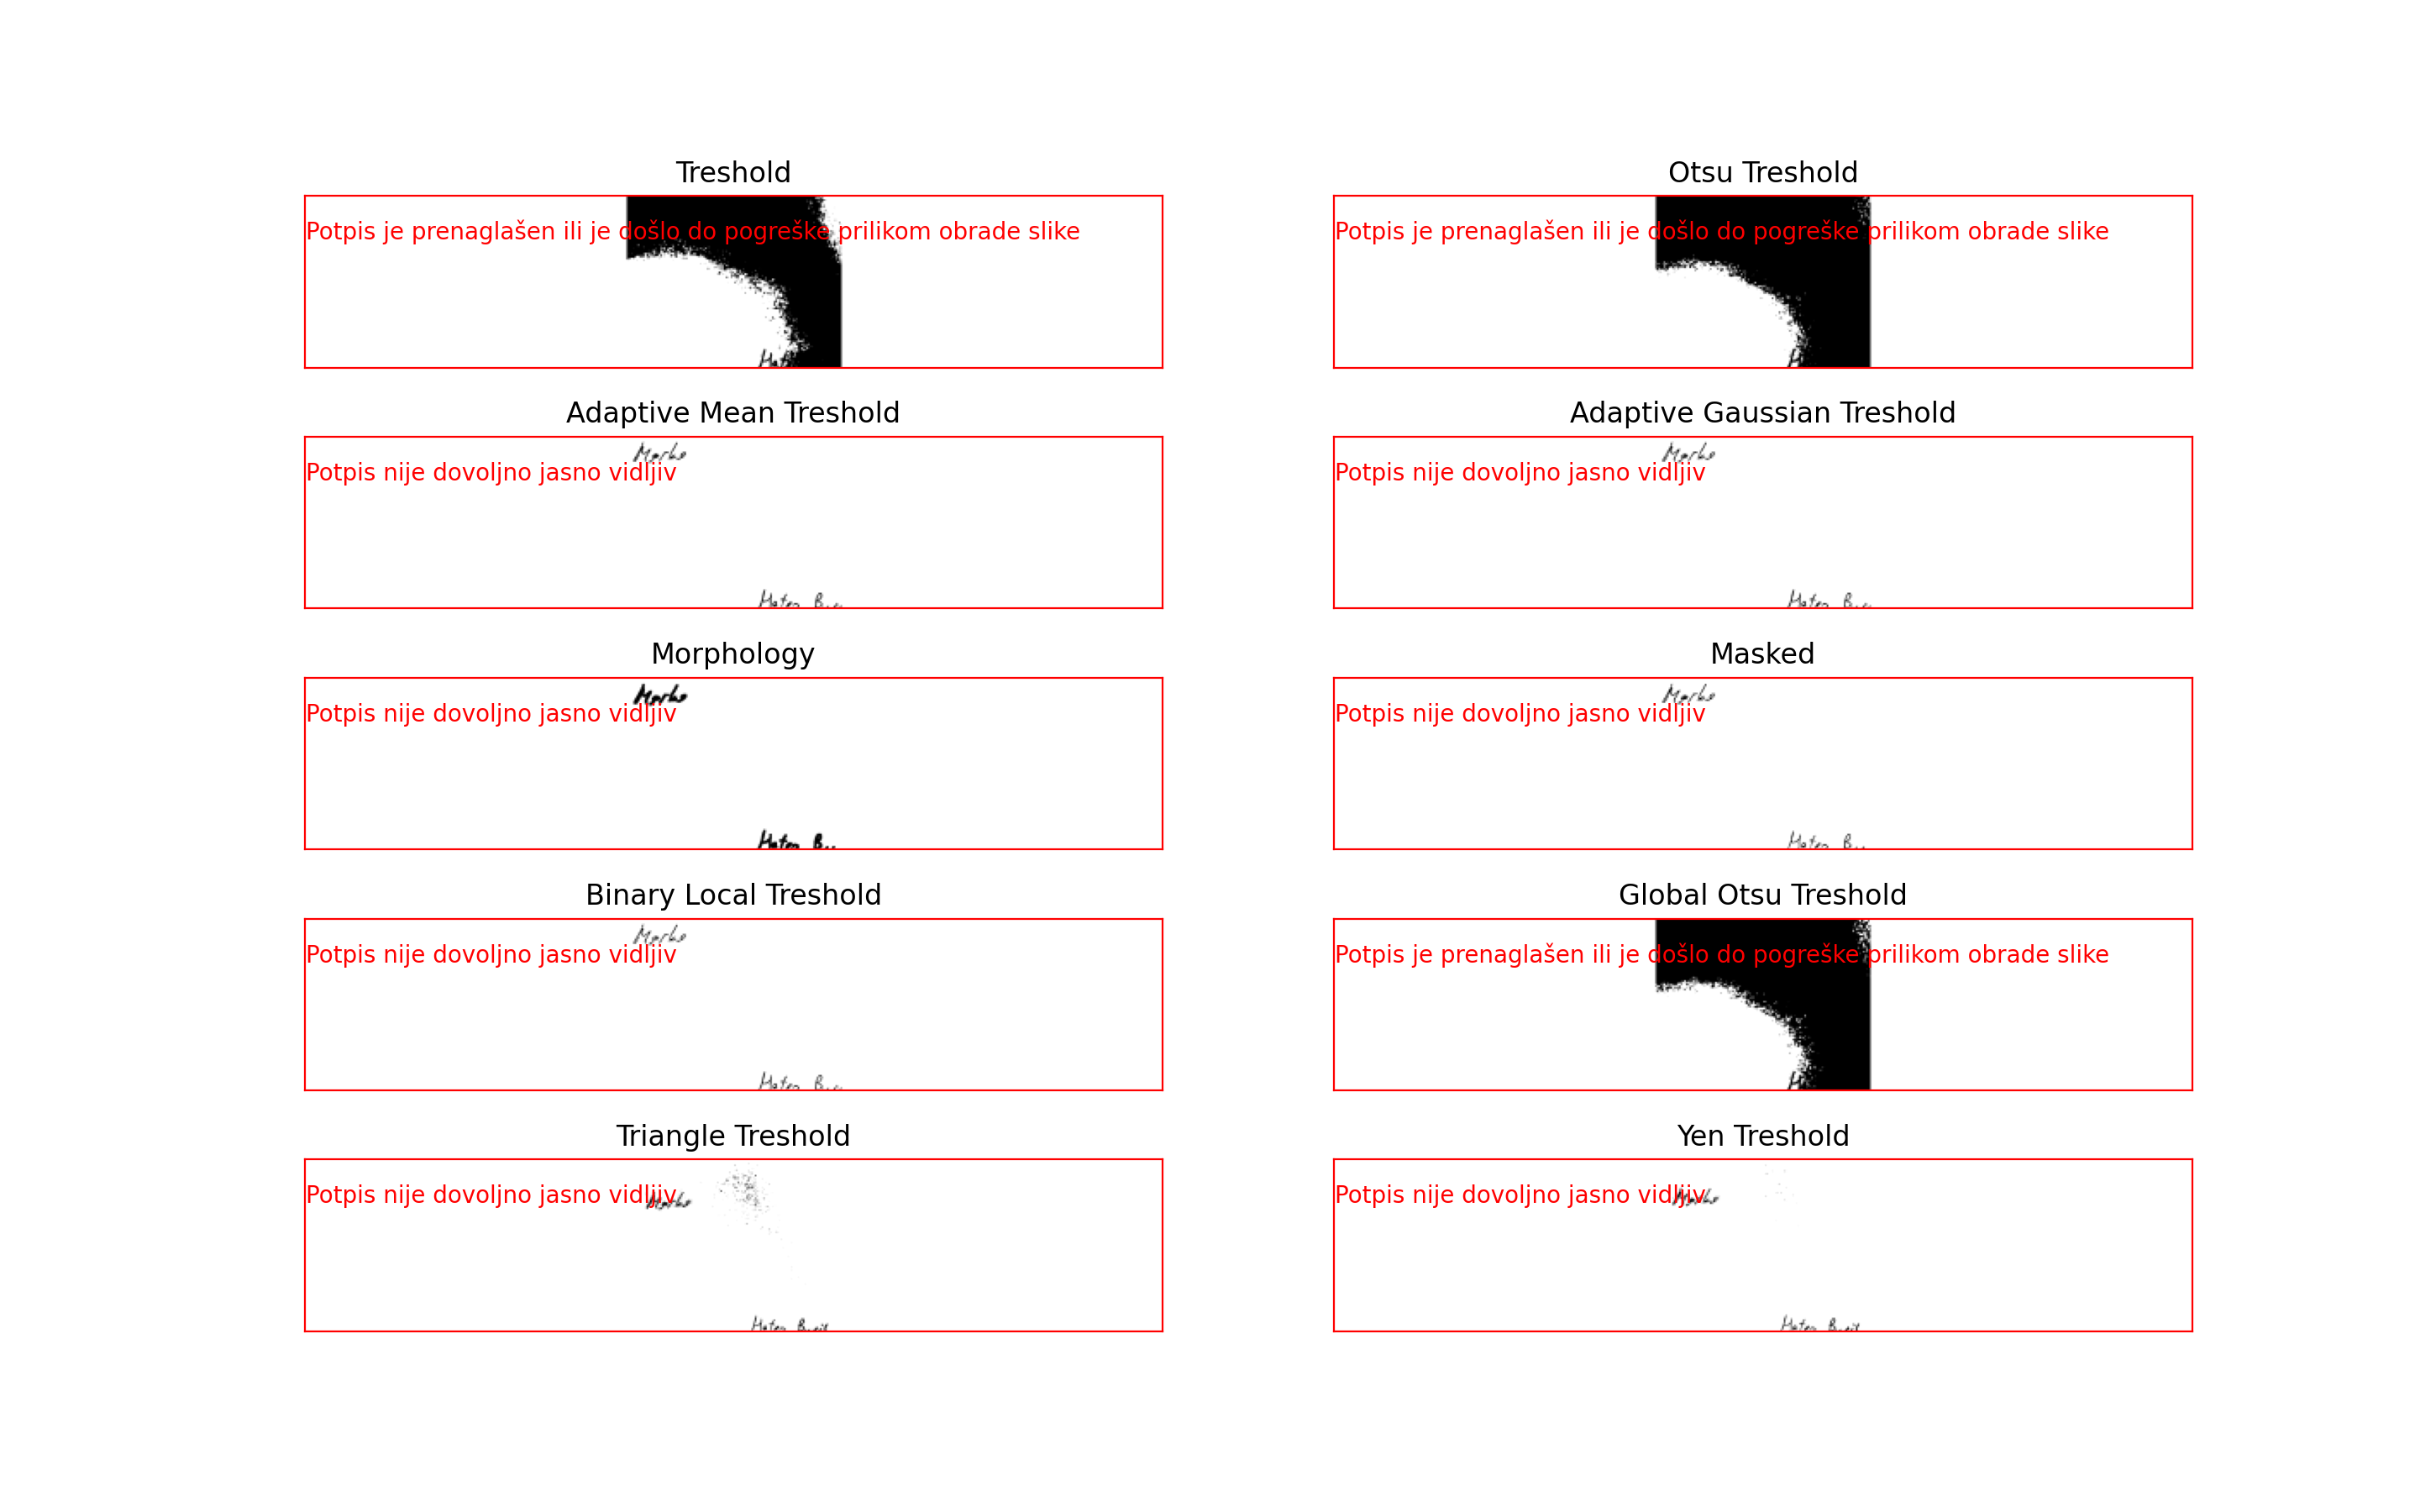 Treshold
Otsu Treshold
Potpis je prenaglašen ili je došlo do pogreške prilikom obrade slike
Potpis je prenaglašen ili je došlo do pogreške prilikom obrade slike
Adaptive Mean Treshold
Adaptive Gaussian Treshold
Marko
Potpis nije dovoljno jasno vidljiv
Mateo
Marko
Potpis nije dovoljno jasno vidljiv
Mateo
Morphology
Masked
Marko
Potpis nije dovoljno jasno vidljiv
Mateo
Marko
Potpis nije dovoljno jasno vidljiv
Mateo
Binary Local Treshold
Global Otsu Treshold
Marko
Potpis nije dovoljno jasno vidljiv
Mateo
Potpis je prenaglašen ili je došlo do pogreške prilikom obrade slike
Triangle Treshold
Yen Treshold
Potpis nije dovoljno jasno vidljiv
Marko
Mateo
Potpis nije dovoljno jasno vidljiv
Marko
Mateo